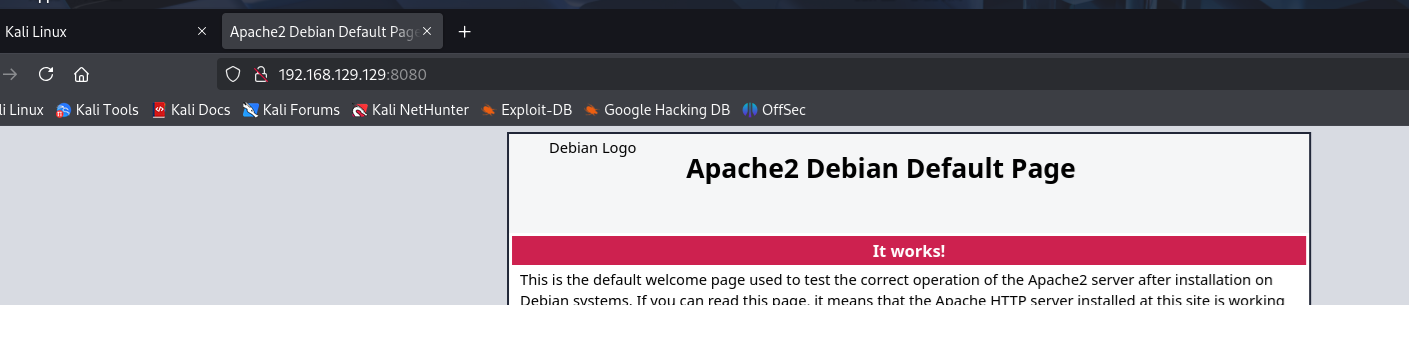 Kali Linux
Apache2 Debian Default Page
192.168.129.129:8080
li Linux Kali Tools Kali Docs Kali Forums Kali NetHunter Exploit-DB Google Hacking DB OffSec
Debian Logo
Apache2 Debian Default Page
It works!
This is the default welcome page used to test the correct operation of the Apache2 server after installation on
Debian systems. If you can read this page, it means that the Apache HTTP server installed at this site is working